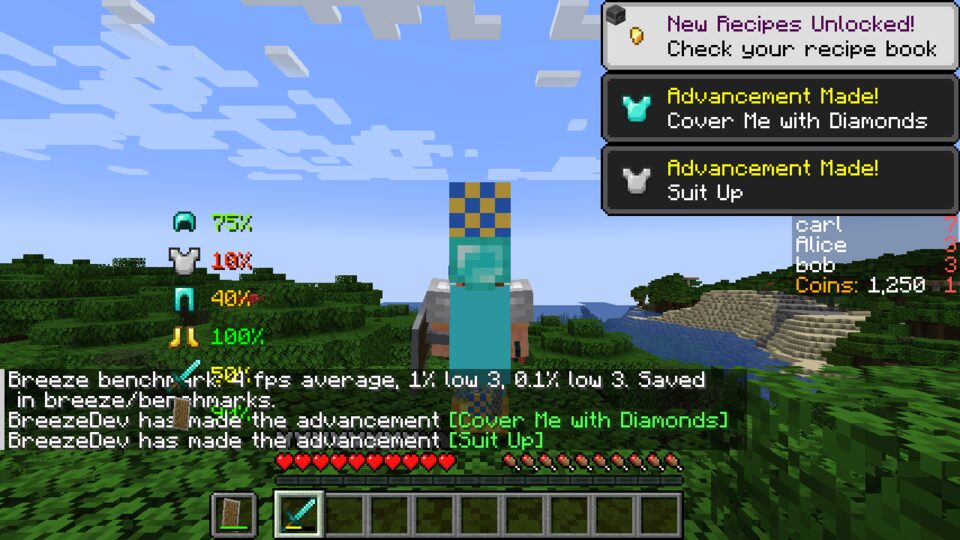 New Recipes Unlocked!
Check your recipe book
Advancement Made!
Cover Me with Diamonds
Advancement Made!
Suit Up
carl 7
Alice 3
bob 3
Coins: 1,250 1
75%
10%
40%
100%
50%
Breeze benchmark: 4 fps average, 1% low 3, 0.1% low 3. Saved
in breeze/benchmarks.
BreezeDev has made the advancement [Cover Me with Diamonds]
BreezeDev has made the advancement [Suit Up]